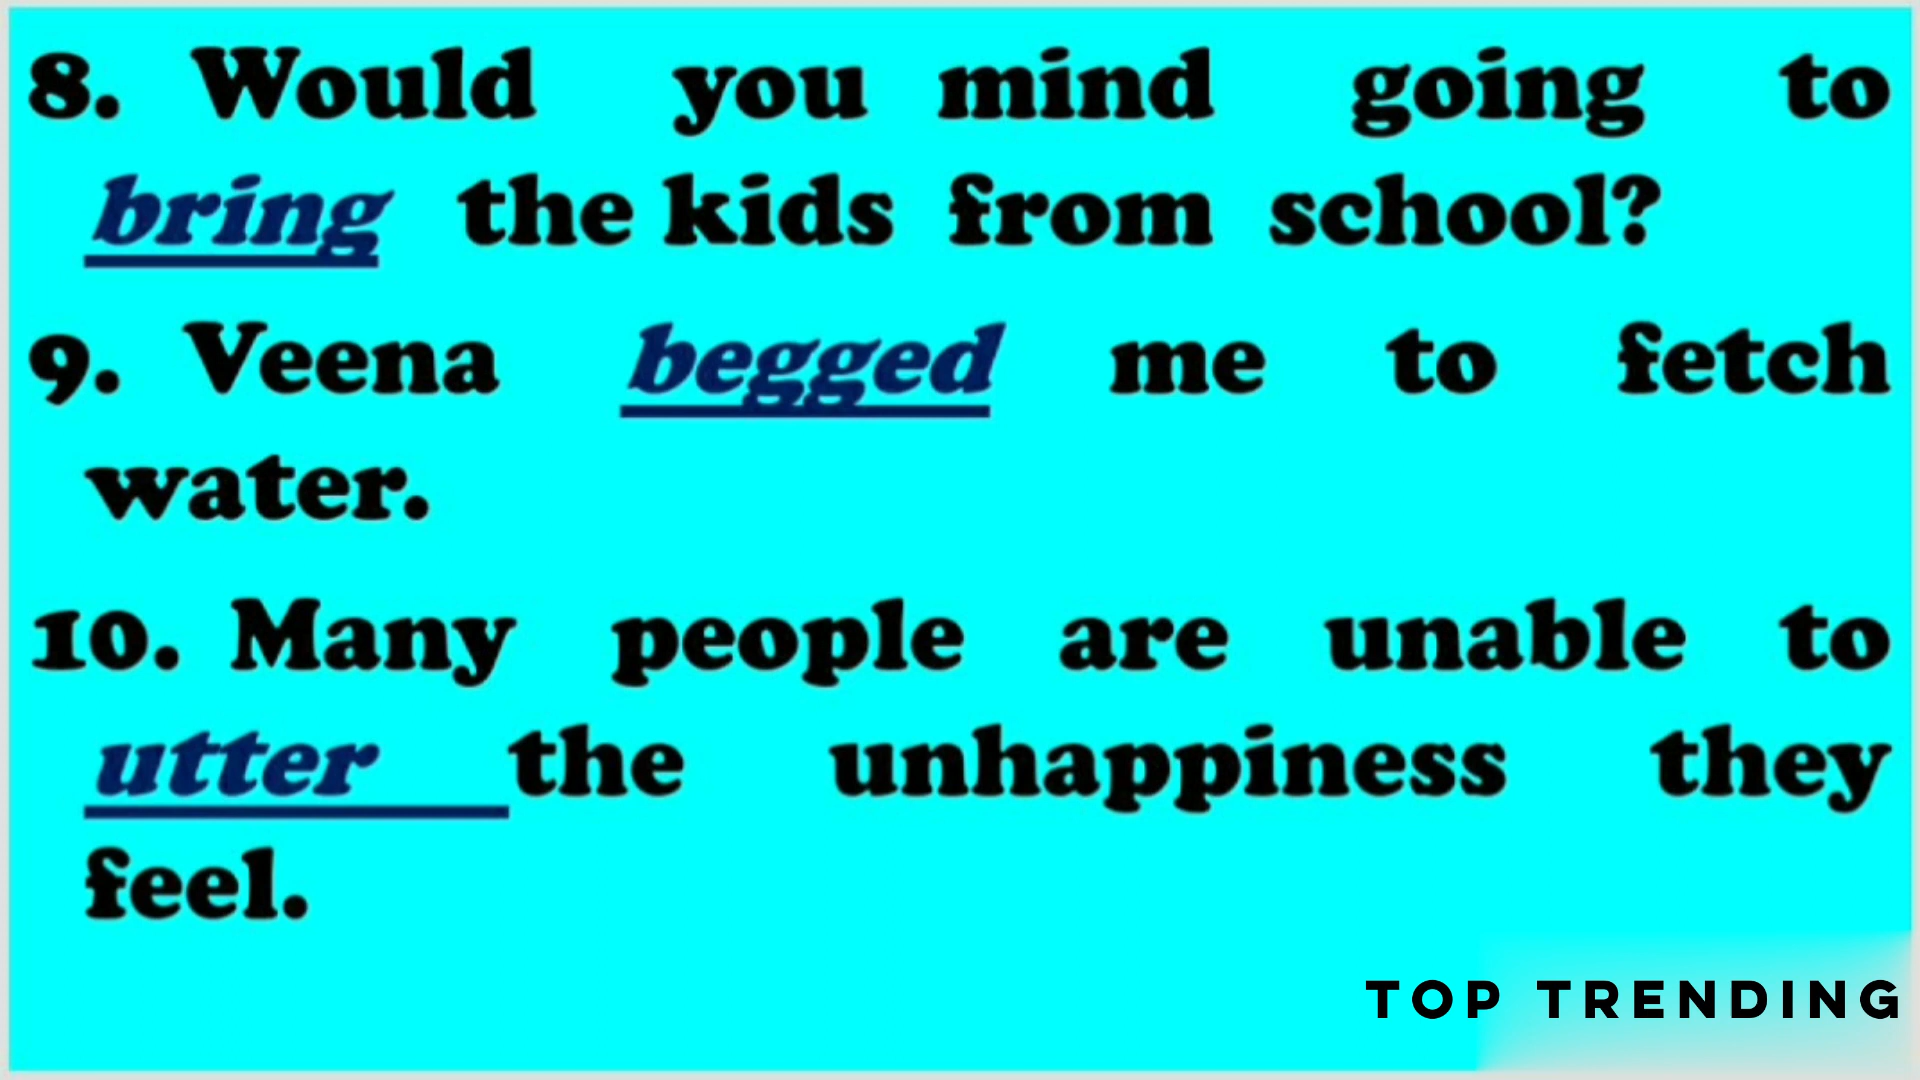 8. Would you mind going to
bring the kids from school?
9. Veena begged me to fetch
water.
10. Many people are unable to
utter the unhappiness they
feel.
TOP TRENDING